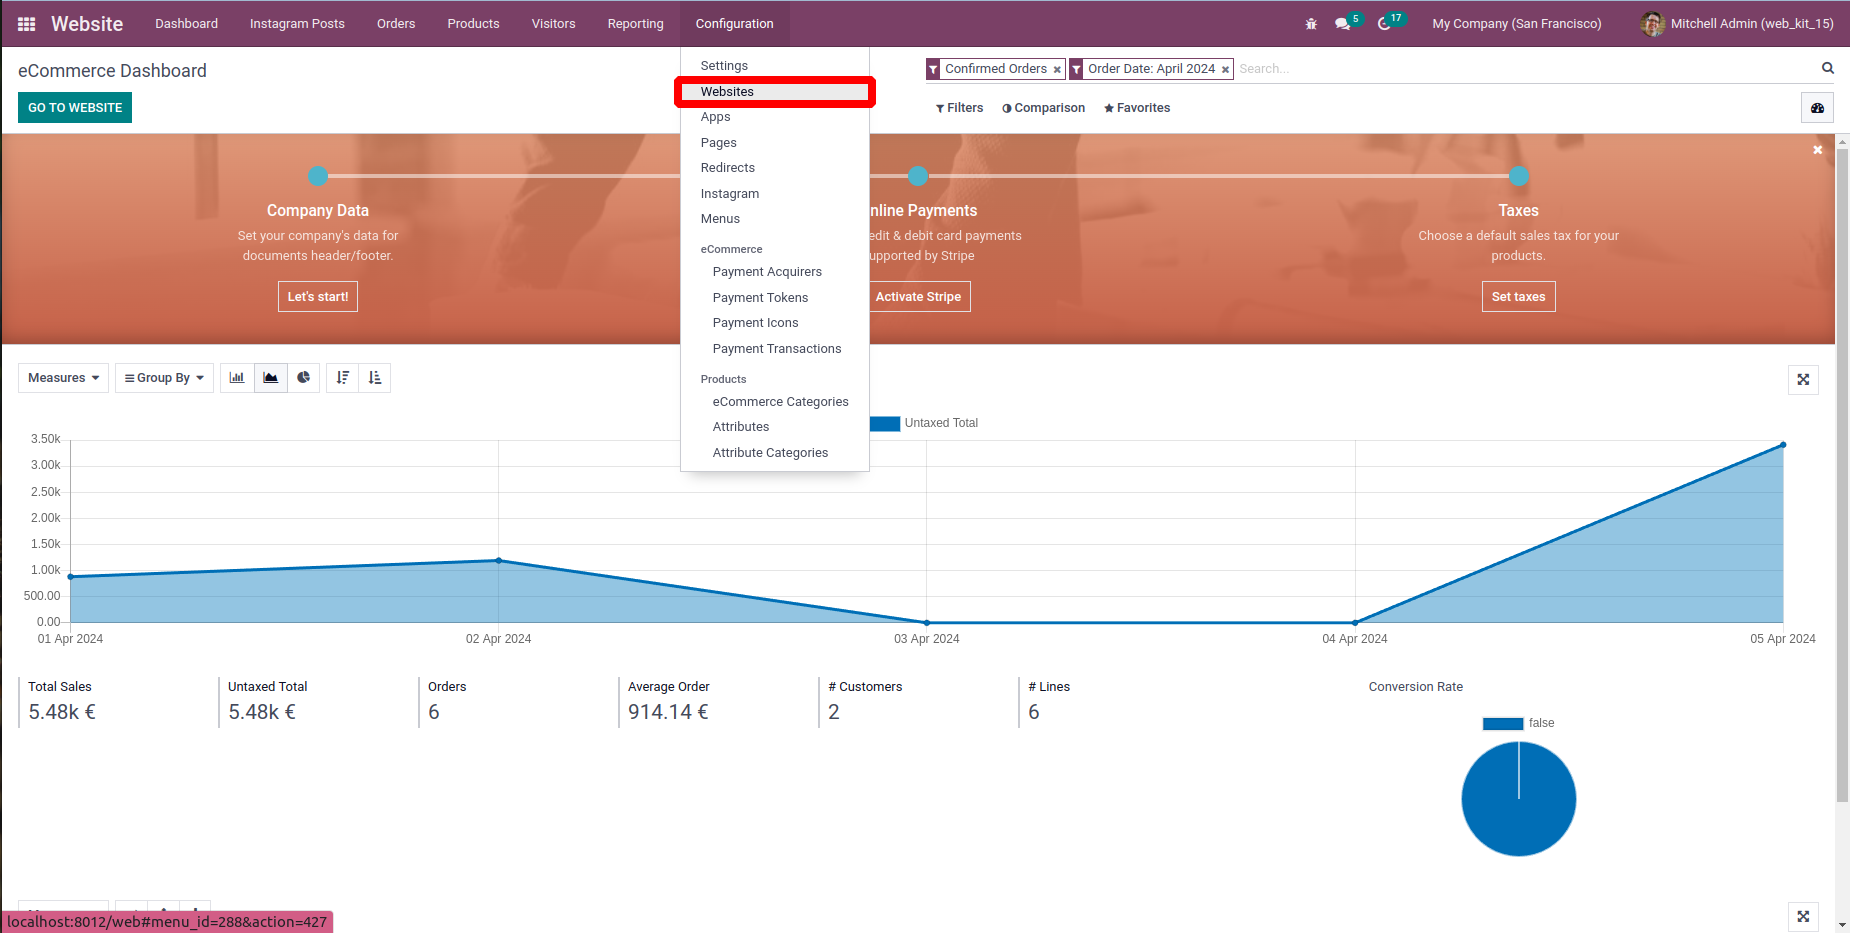 Website Dashboard Instagram Posts Orders Products Visitors Reporting Configuration 5 17 My Company (San Francisco) Mitchell Admin (web_kit_15)
eCommerce Dashboard
GO TO WEBSITE
Confirmed Orders × Order Date: April 2024 × Search...
Filters Comparison Favorites
Settings
Websites
Apps
Pages
Redirects
Instagram
Menus
eCommerce
Payment Acquirers
Payment Tokens
Payment Icons
Payment Transactions
Products
eCommerce Categories
Attributes
Attribute Categories
Company Data
Set your company's data for
documents header/footer.
Let's start!
nline Payments
edit & debit card payments
upported by Stripe
Activate Stripe
Taxes
Choose a default sales tax for your
products.
Set taxes
Measures Group By
Untaxed Total
3.50k
3.00k
2.50k
2.00k
1.50k
1.00k
500.00
0.00
01 Apr 2024 02 Apr 2024 03 Apr 2024 04 Apr 2024 05 Apr 2024
Total Sales
5.48k €
Untaxed Total
5.48k €
Orders
6
Average Order
914.14 €
# Customers
2
# Lines
6
Conversion Rate
false
localhost:8012/web#menu_id=288&action=427